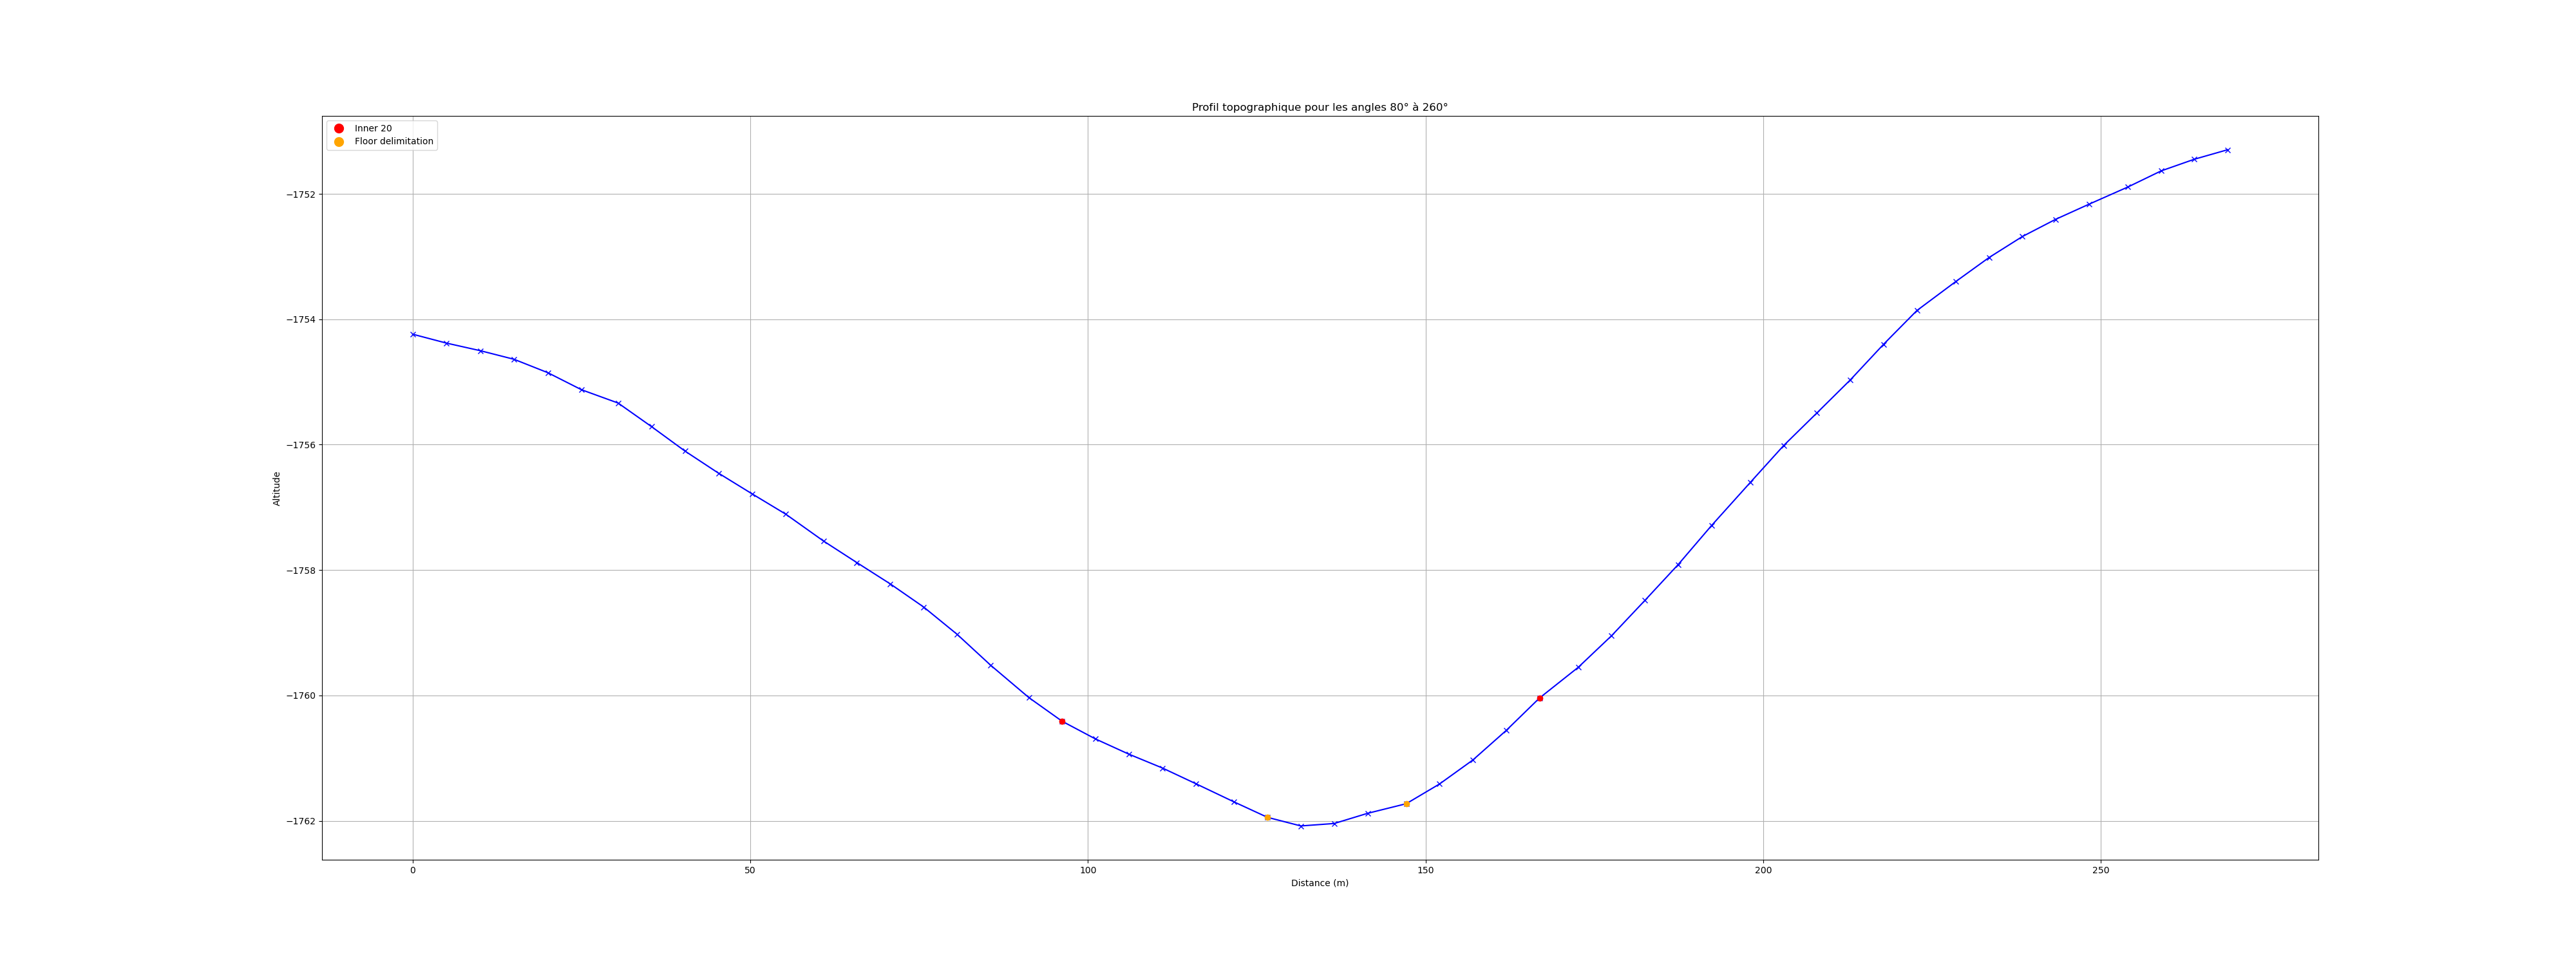 Profil topographique pour les angles 80° à 260°
Inner 20
Floor delimitation
−1752
−1754
−1756
−1758
−1760
−1762
Altitude
0 50 100 150 200 250
Distance (m)